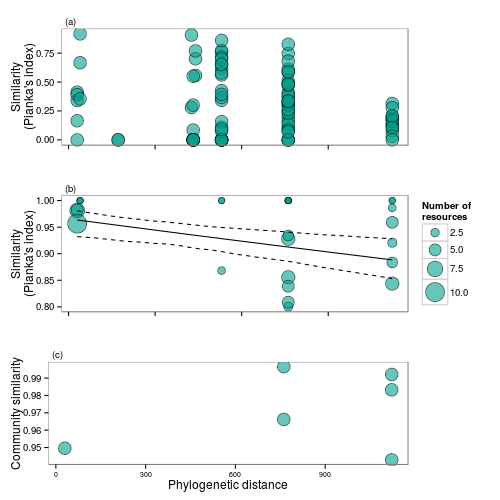 (a)
Similarity
(Pianka's index)
0.75
0.50
0.25
0.00
(b)
Similarity
(Pianka's index)
1.00
0.95
0.90
0.85
0.80
Number of
resources
2.5
5.0
7.5
10.0
(c)
Community similarity
0.99
0.98
0.97
0.96
0.95
0
300
600
900
Phylogenetic distance